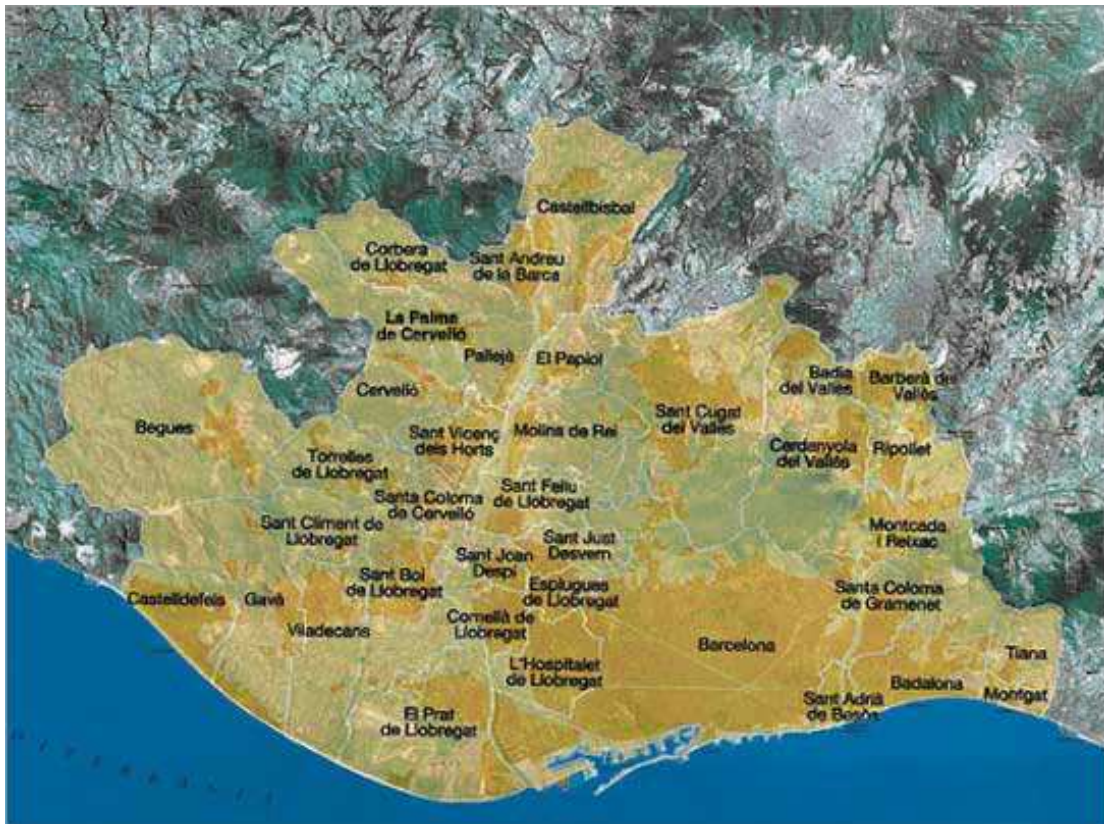 Castellbisbal
Corbera
de Llobregat
Sant Andreu
de la Barca
La Palma
de Cervelló
Pallejà
El Papiol
Badia
del Vallès
Barberà del
Vallès
Cervelló
Begues
Sant Vicenç
dels Horts
Molins de Rei
Sant Cugat
del Vallès
Cerdanyola
del Vallès
Ripollet
Torrelles
de Llobregat
Santa Coloma
de Cervelló
Sant Feliu
de Llobregat
Sant Climent de
Llobregat
Sant Just
Desvern
Montcada
i Reixac
Sant Joan
Despí
Sant Boi
de Llobregat
Esplugues
de Llobregat
Santa Coloma
de Gramenet
Castelldefels
Gavà
Viladecans
Cornellà de
Llobregat
Barcelona
Tiana
L'Hospitalet
de Llobregat
Badalona
Montgat
Sant Adrià
de Besòs
El Prat
de Llobregat